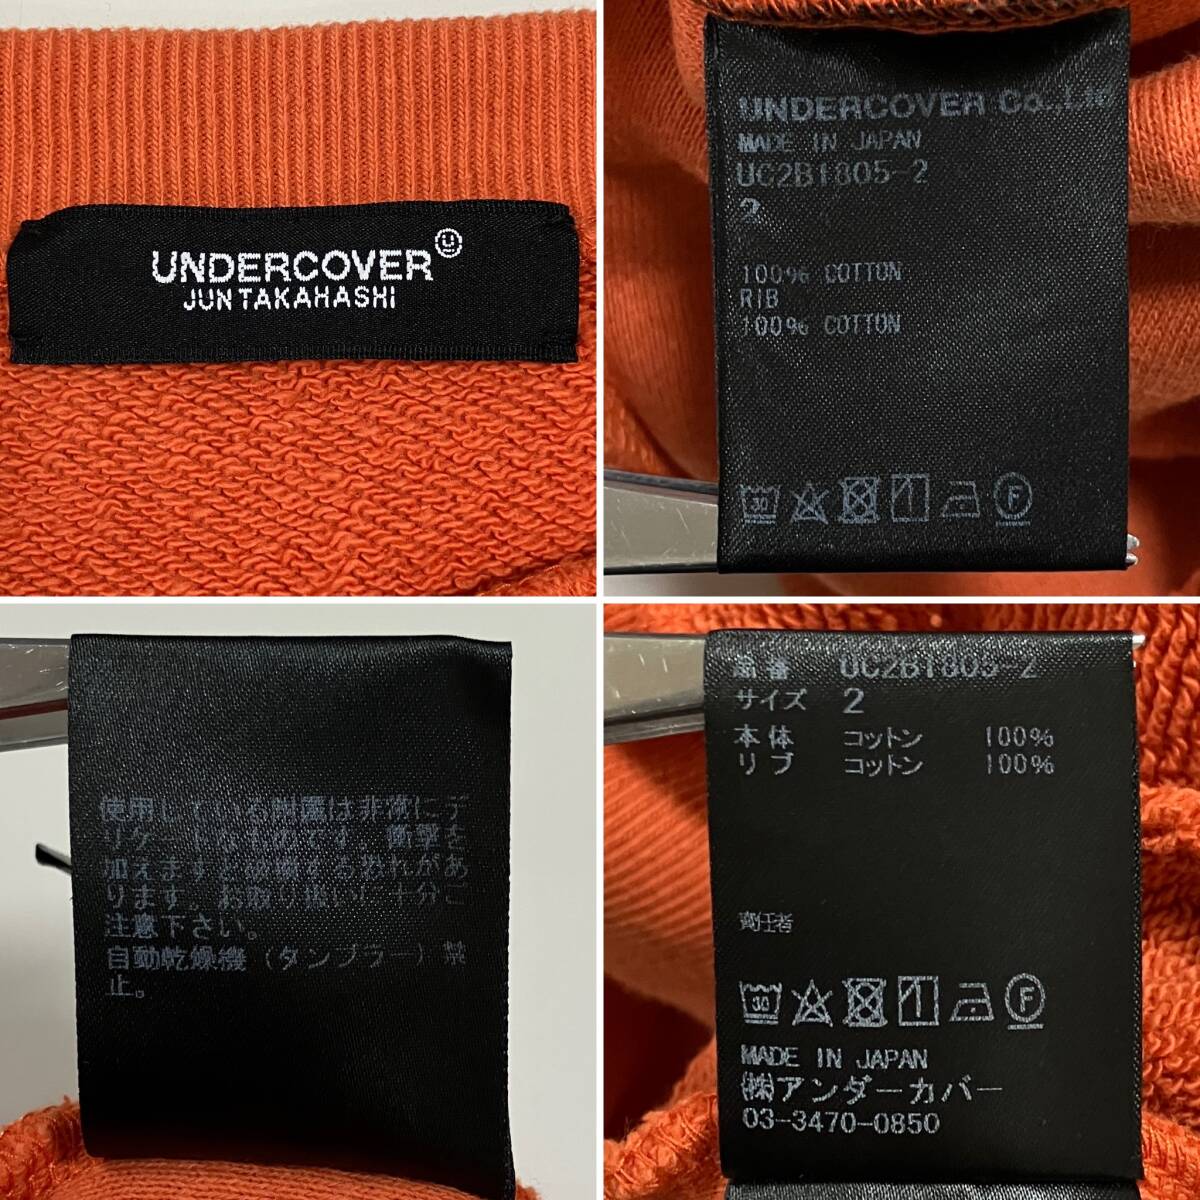 UNDERCOVER
JUNTAKAHASHI
UNDERCOVER Co.,Lt
MADE IN JAPAN
UC2B1805-2
2
100% COTTON
RIB
100% COTTON
30
F
使用している附属は非常にデ
リケートなものです。衝撃を
加えますと破損するおそれがあ
ります。お取り扱いに十分ご
注意下さい。
自動乾燥機（タンブラー）禁
止。
品番 UC2B1805-2
サイズ 2
本体 コットン 100%
リブ コットン 100%
責任者
30
F
MADE IN JAPAN
㈱アンダーカバー
03-3470-0850